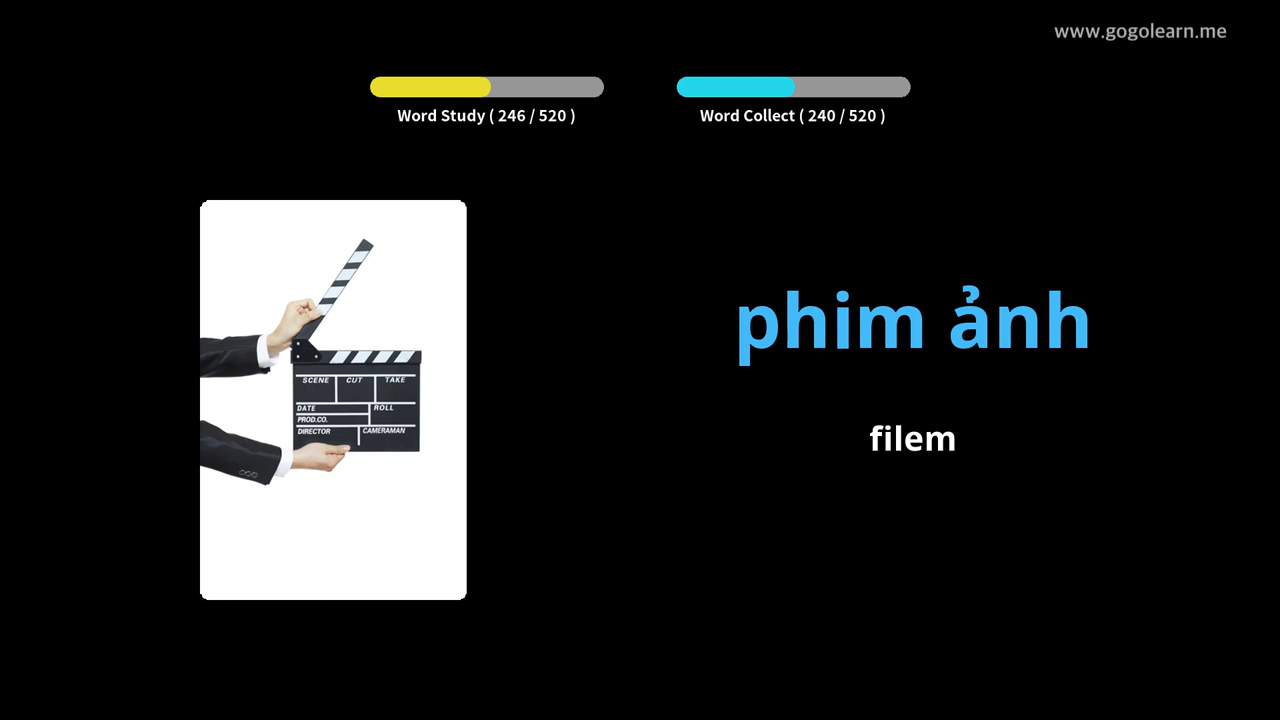 www.gogolearn.me
Word Study ( 246 / 520 )
Word Collect ( 240 / 520 )
SCENE CUT TAKE
DATE ROLL
PROD.CO.
DIRECTOR CAMERAMAN
phim ảnh
filem